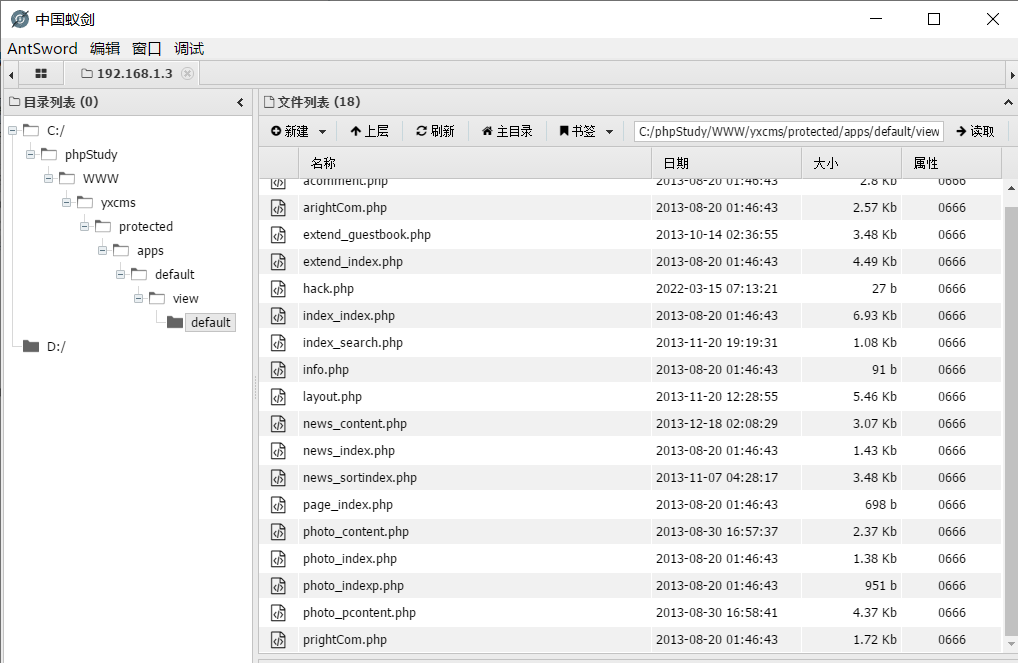 中国蚁剑
AntSword 编辑 窗口 调试
192.168.1.3
目录列表 (0)
C:/
phpStudy
WWW
yxcms
protected
apps
default
view
default
D:/
文件列表 (18)
新建 上层 刷新 主目录 书签 C:/phpStudy/WWW/yxcms/protected/apps/default/view 读取
名称 日期 大小 属性
acomment.php 2013-08-20 01:46:43 2.8 Kb 0666
arightCom.php 2013-08-20 01:46:43 2.57 Kb 0666
extend_guestbook.php 2013-10-14 02:36:55 3.48 Kb 0666
extend_index.php 2013-08-20 01:46:43 4.49 Kb 0666
hack.php 2022-03-15 07:13:21 27 b 0666
index_index.php 2013-08-20 01:46:43 6.93 Kb 0666
index_search.php 2013-11-20 19:19:31 1.08 Kb 0666
info.php 2013-08-20 01:46:43 91 b 0666
layout.php 2013-11-20 12:28:55 5.46 Kb 0666
news_content.php 2013-12-18 02:08:29 3.07 Kb 0666
news_index.php 2013-08-20 01:46:43 1.43 Kb 0666
news_sortindex.php 2013-11-07 04:28:17 3.48 Kb 0666
page_index.php 2013-08-20 01:46:43 698 b 0666
photo_content.php 2013-08-30 16:57:37 2.37 Kb 0666
photo_index.php 2013-08-20 01:46:43 1.38 Kb 0666
photo_indexp.php 2013-08-20 01:46:43 951 b 0666
photo_pcontent.php 2013-08-30 16:58:41 4.37 Kb 0666
prightCom.php 2013-08-20 01:46:43 1.72 Kb 0666